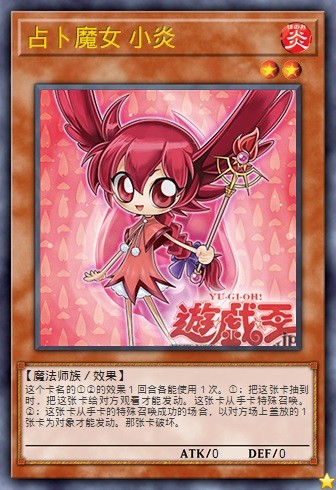 占卜魔女 小炎
炎
YU-GI-OH!
遊戯王
【魔法师族／效果】
这个卡名的①②的效果1回合各能使用1次。①：把这张卡抽到
时，把这张卡给对方观看才能发动。这张卡从手卡特殊召唤。
②：这张卡从手卡的特殊召唤成功的场合，以对方场上盖放的1
张卡为对象才能发动。那张卡破坏。
ATK/0 DEF/0